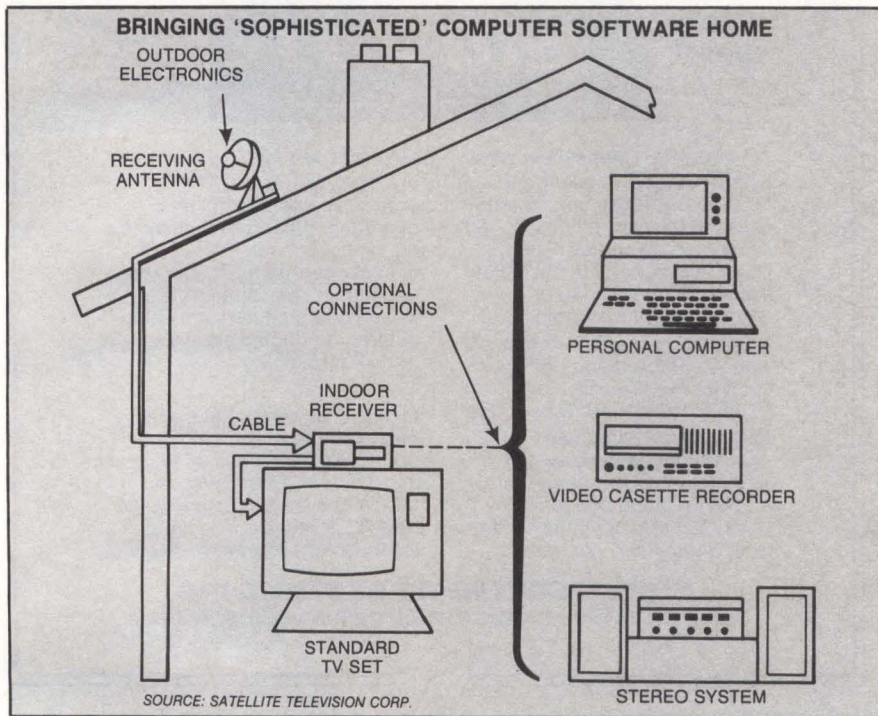 BRINGING 'SOPHISTICATED' COMPUTER SOFTWARE HOME
OUTDOOR
ELECTRONICS
RECEIVING
ANTENNA
OPTIONAL
CONNECTIONS
PERSONAL COMPUTER
INDOOR
RECEIVER
CABLE
VIDEO CASETTE RECORDER
STANDARD
TV SET
STEREO SYSTEM
SOURCE: SATELLITE TELEVISION CORP.